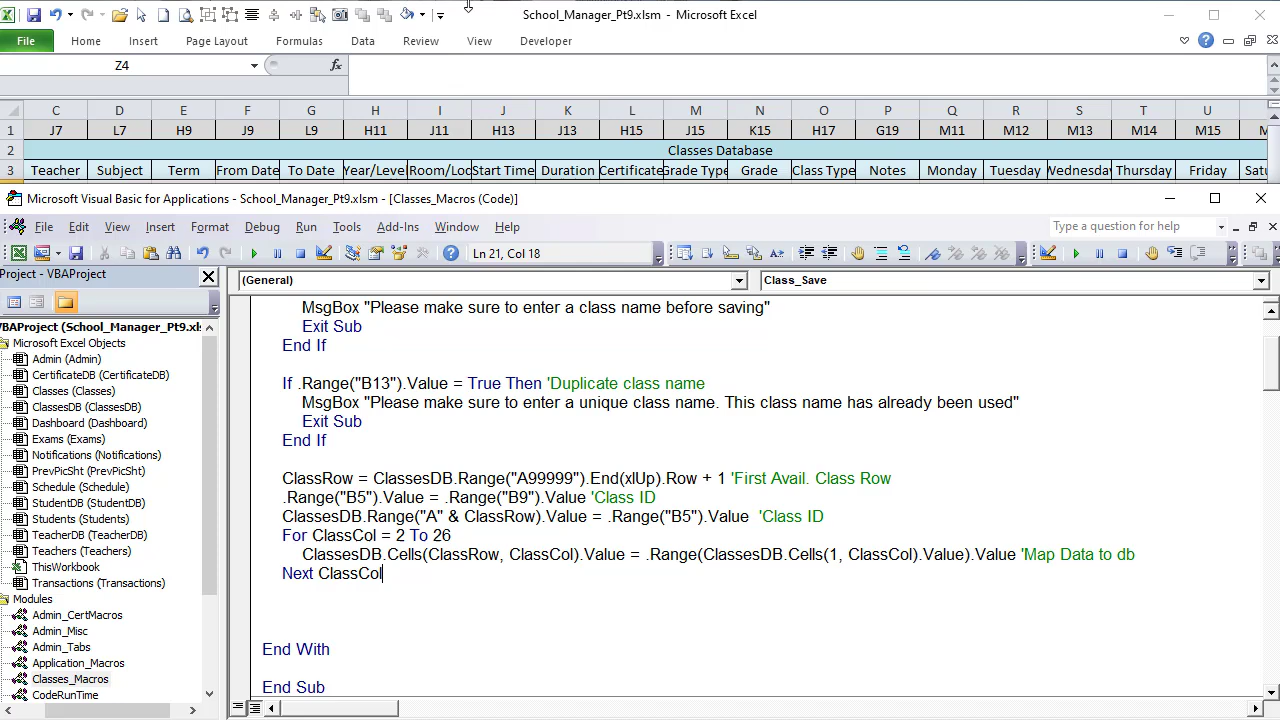 School_Manager_Pt9.xlsm - Microsoft Excel
File Home Insert Page Layout Formulas Data Review View Developer
Z4 fx
C D E F G H I J K L M N O P Q R S T U
1 J7 L7 H9 J9 L9 H11 J11 H13 J13 H15 J15 K15 H17 G19 M11 M12 M13 M14 M15
2 Classes Database
3 Teacher Subject Term From Date To Date Year/Level Room/Loc Start Time Duration Certificate Grade Type Grade Class Type Notes Monday Tuesday Wednesday Thursday Friday Satu
Microsoft Visual Basic for Applications - School_Manager_Pt9.xlsm - [Classes_Macros (Code)]
File Edit View Insert Format Debug Run Tools Add-Ins Window Help Type a question for help
Ln 21, Col 18
Project - VBAProject
(General) Class_Save
VBAProject (School_Manager_Pt9.xls
Microsoft Excel Objects
Admin (Admin)
CertificateDB (CertificateDB)
Classes (Classes)
ClassesDB (ClassesDB)
Dashboard (Dashboard)
Exams (Exams)
Notifications (Notifications)
PrevPicSht (PrevPicSht)
Schedule (Schedule)
StudentDB (StudentDB)
Students (Students)
TeacherDB (TeacherDB)
Teachers (Teachers)
ThisWorkbook
Transactions (Transactions)
Modules
Admin_CertMacros
Admin_Misc
Admin_Tabs
Application_Macros
Classes_Macros
CodeRunTime
MsgBox "Please make sure to enter a class name before saving"
Exit Sub
End If
If .Range("B13").Value = True Then 'Duplicate class name
MsgBox "Please make sure to enter a unique class name. This class name has already been used"
Exit Sub
End If
ClassRow = ClassesDB.Range("A99999").End(xlUp).Row + 1 'First Avail. Class Row
.Range("B5").Value = .Range("B9").Value 'Class ID
ClassesDB.Range("A" & ClassRow).Value = .Range("B5").Value 'Class ID
For ClassCol = 2 To 26
ClassesDB.Cells(ClassRow, ClassCol).Value = .Range(ClassesDB.Cells(1, ClassCol).Value).Value 'Map Data to db
Next ClassCol
End With
End Sub